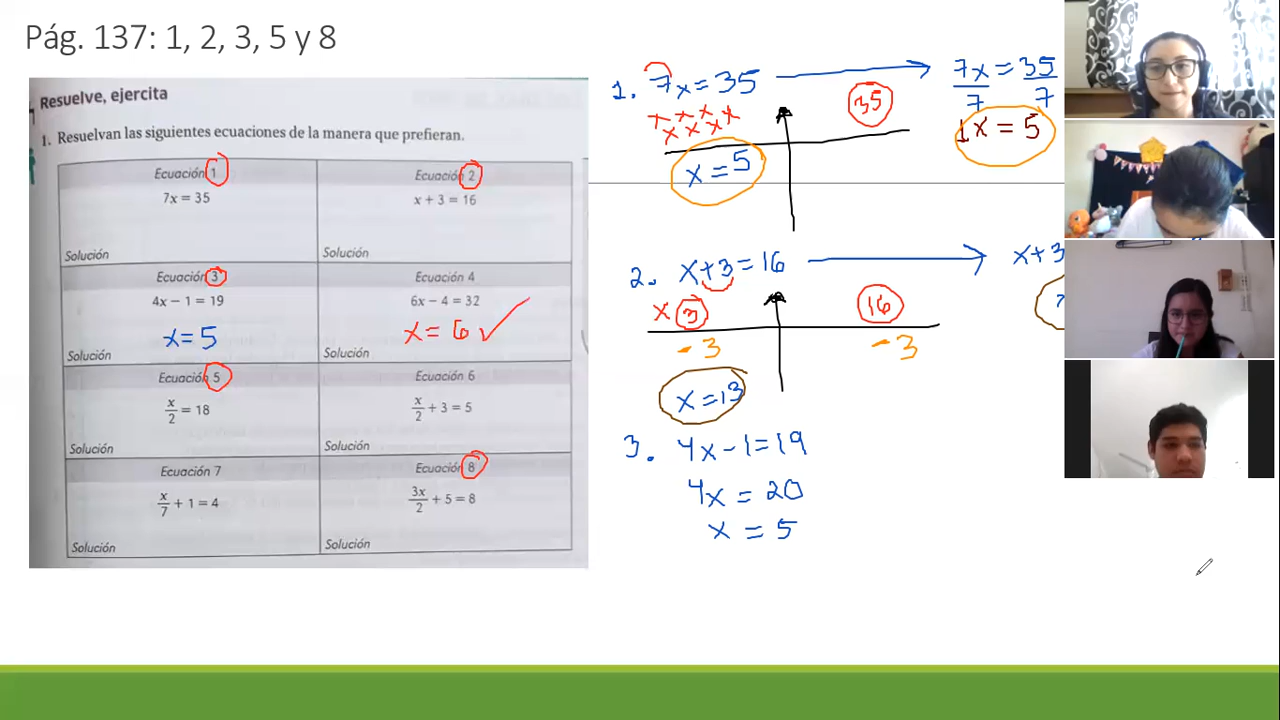 Pág. 137: 1, 2, 3, 5 y 8
Resuelve, ejercita
1. Resuelvan las siguientes ecuaciones de la manera que prefieran.
Ecuación 1
7x = 35
Solución
Ecuación 2
x + 3 = 16
Solución
Ecuación 3
4x − 1 = 19
x = 5
Solución
Ecuación 4
6x − 4 = 32
x = 6 ✓
Solución
Ecuación 5
x/2 = 18
Solución
Ecuación 6
x/2 + 3 = 5
Solución
Ecuación 7
x/7 + 1 = 4
Solución
Ecuación 8
3x/2 + 5 = 8
Solución
1. 7x = 35
x x x x
x x x x
35
x = 5
7x/7 = 35/7
1x = 5
2. x+3 = 16
x 3
16
- 3
- 3
x = 13
x+3
3. 4x − 1 = 19
4x = 20
x = 5